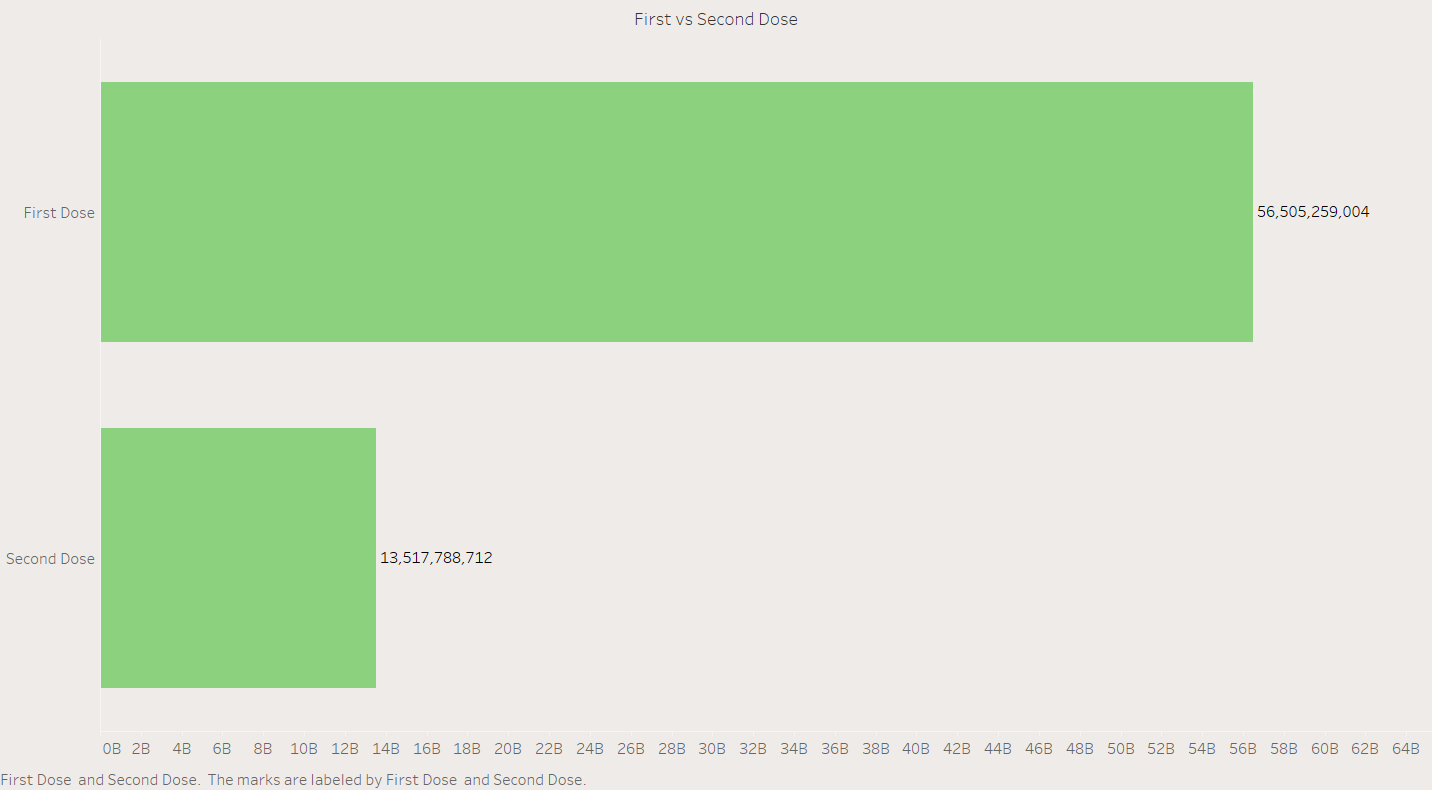 First vs Second Dose
First Dose
56,505,259,004
Second Dose
13,517,788,712
0B 2B 4B 6B 8B 10B 12B 14B 16B 18B 20B 22B 24B 26B 28B 30B 32B 34B 36B 38B 40B 42B 44B 46B 48B 50B 52B 54B 56B 58B 60B 62B 64B
First Dose  and Second Dose.  The marks are labeled by First Dose  and Second Dose.